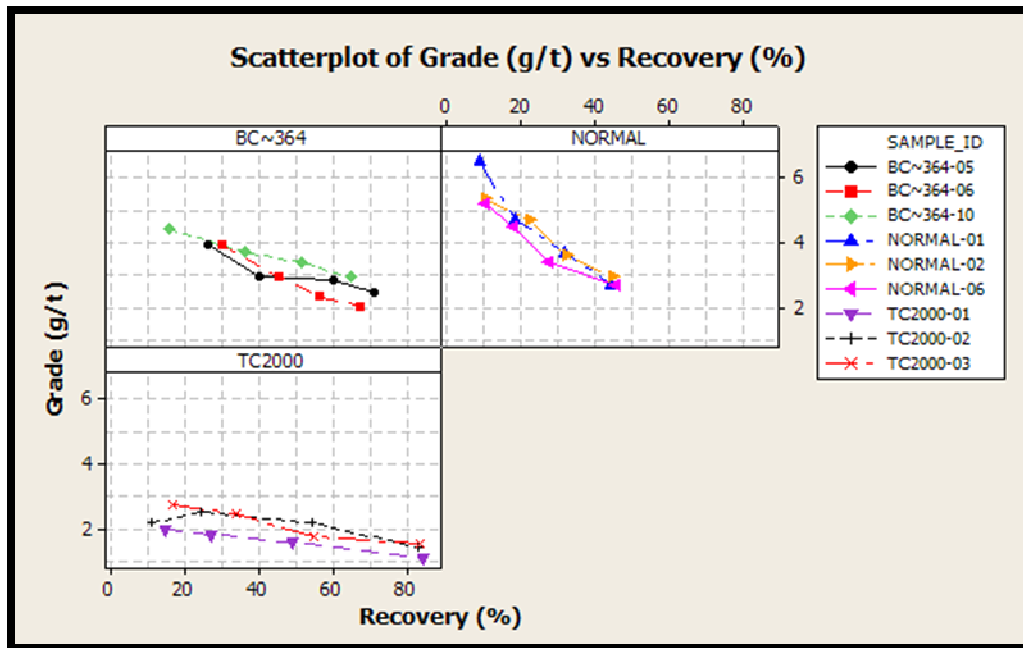 Scatterplot of Grade (g/t) vs Recovery (%)
0 20 40 60 80
BC~364 NORMAL
6
4
2
TC2000
6
4
2
0 20 40 60 80
Grade (g/t)
Recovery (%)
SAMPLE_ID
BC~364-05
BC~364-06
BC~364-10
NORMAL-01
NORMAL-02
NORMAL-06
TC2000-01
TC2000-02
TC2000-03